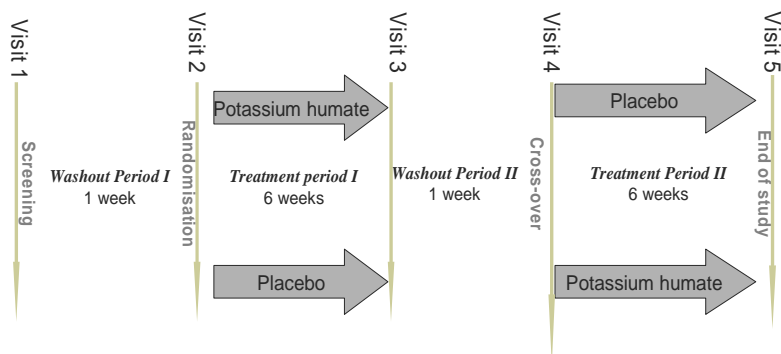 Visit 1
Visit 2
Visit 3
Visit 4
Visit 5
Screening
Randomisation
Cross-over
End of study
Potassium humate
Placebo
Washout Period I
1 week
Treatment period I
6 weeks
Washout Period II
1 week
Treatment Period II
6 weeks
Placebo
Potassium humate